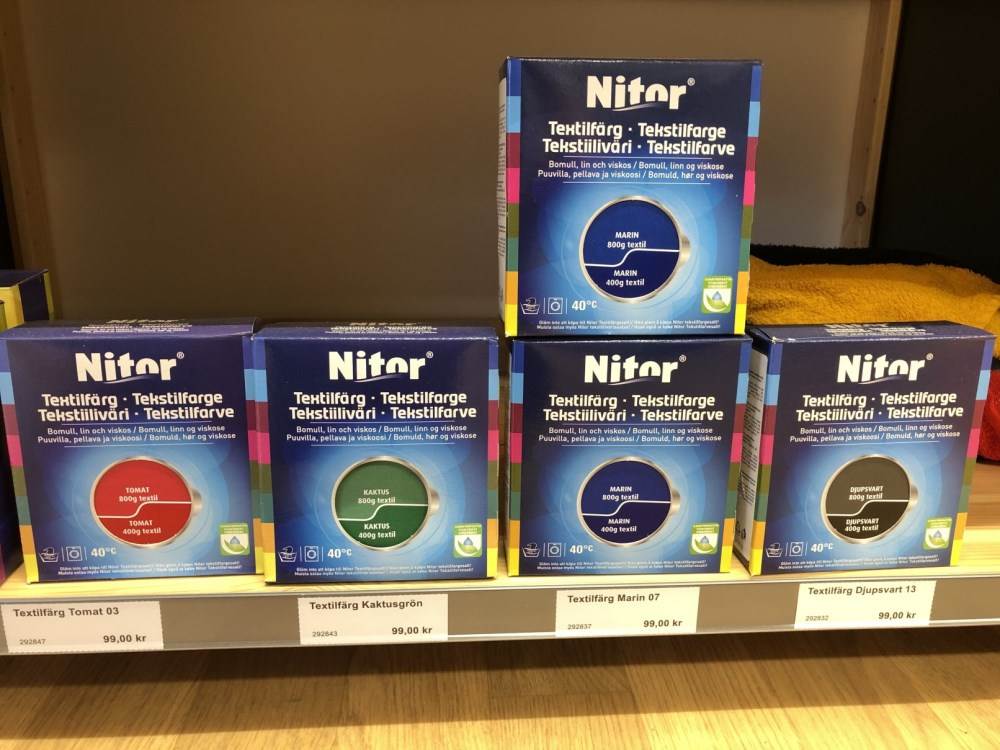 Nitor®
Textilfärg · Tekstilfarge
Tekstiiliväri · Tekstilfarve
Bomull, lin och viskos / Bomull, linn og viskose
Puuvilla, pellava ja viskoosi / Bomuld, hør og viskose
MARIN
800g textil
MARIN
400g textil
40°C
Nitor®
Textilfärg · Tekstilfarge
Tekstiiliväri · Tekstilfarve
Bomull, lin och viskos / Bomull, linn og viskose
Puuvilla, pellava ja viskoosi / Bomuld, hør og viskose
TOMAT
800g textil
TOMAT
400g textil
40°C
Nitor®
Textilfärg · Tekstilfarge
Tekstiiliväri · Tekstilfarve
Bomull, lin och viskos / Bomull, linn og viskose
Puuvilla, pellava ja viskoosi / Bomuld, hør og viskose
KAKTUS
800g textil
KAKTUS
400g textil
40°C
Nitor®
Textilfärg · Tekstilfarge
Tekstiiliväri · Tekstilfarve
Bomull, lin och viskos / Bomull, linn og viskose
Puuvilla, pellava ja viskoosi / Bomuld, hør og viskose
MARIN
800g textil
MARIN
400g textil
40°C
Nitor®
Textilfärg · Tekstilfarge
Tekstiiliväri · Tekstilfarve
Bomull, lin och viskos / Bomull, linn og viskose
Puuvilla, pellava ja viskoosi / Bomuld, hør og viskose
DJUPSVART
800g textil
DJUPSVART
400g textil
40°C
Textilfärg Tomat 03
292847 99,00 kr
Textilfärg Kaktusgrön
292843 99,00 kr
Textilfärg Marin 07
292837 99,00 kr
Textilfärg Djupsvart 13
292832 99,00 kr